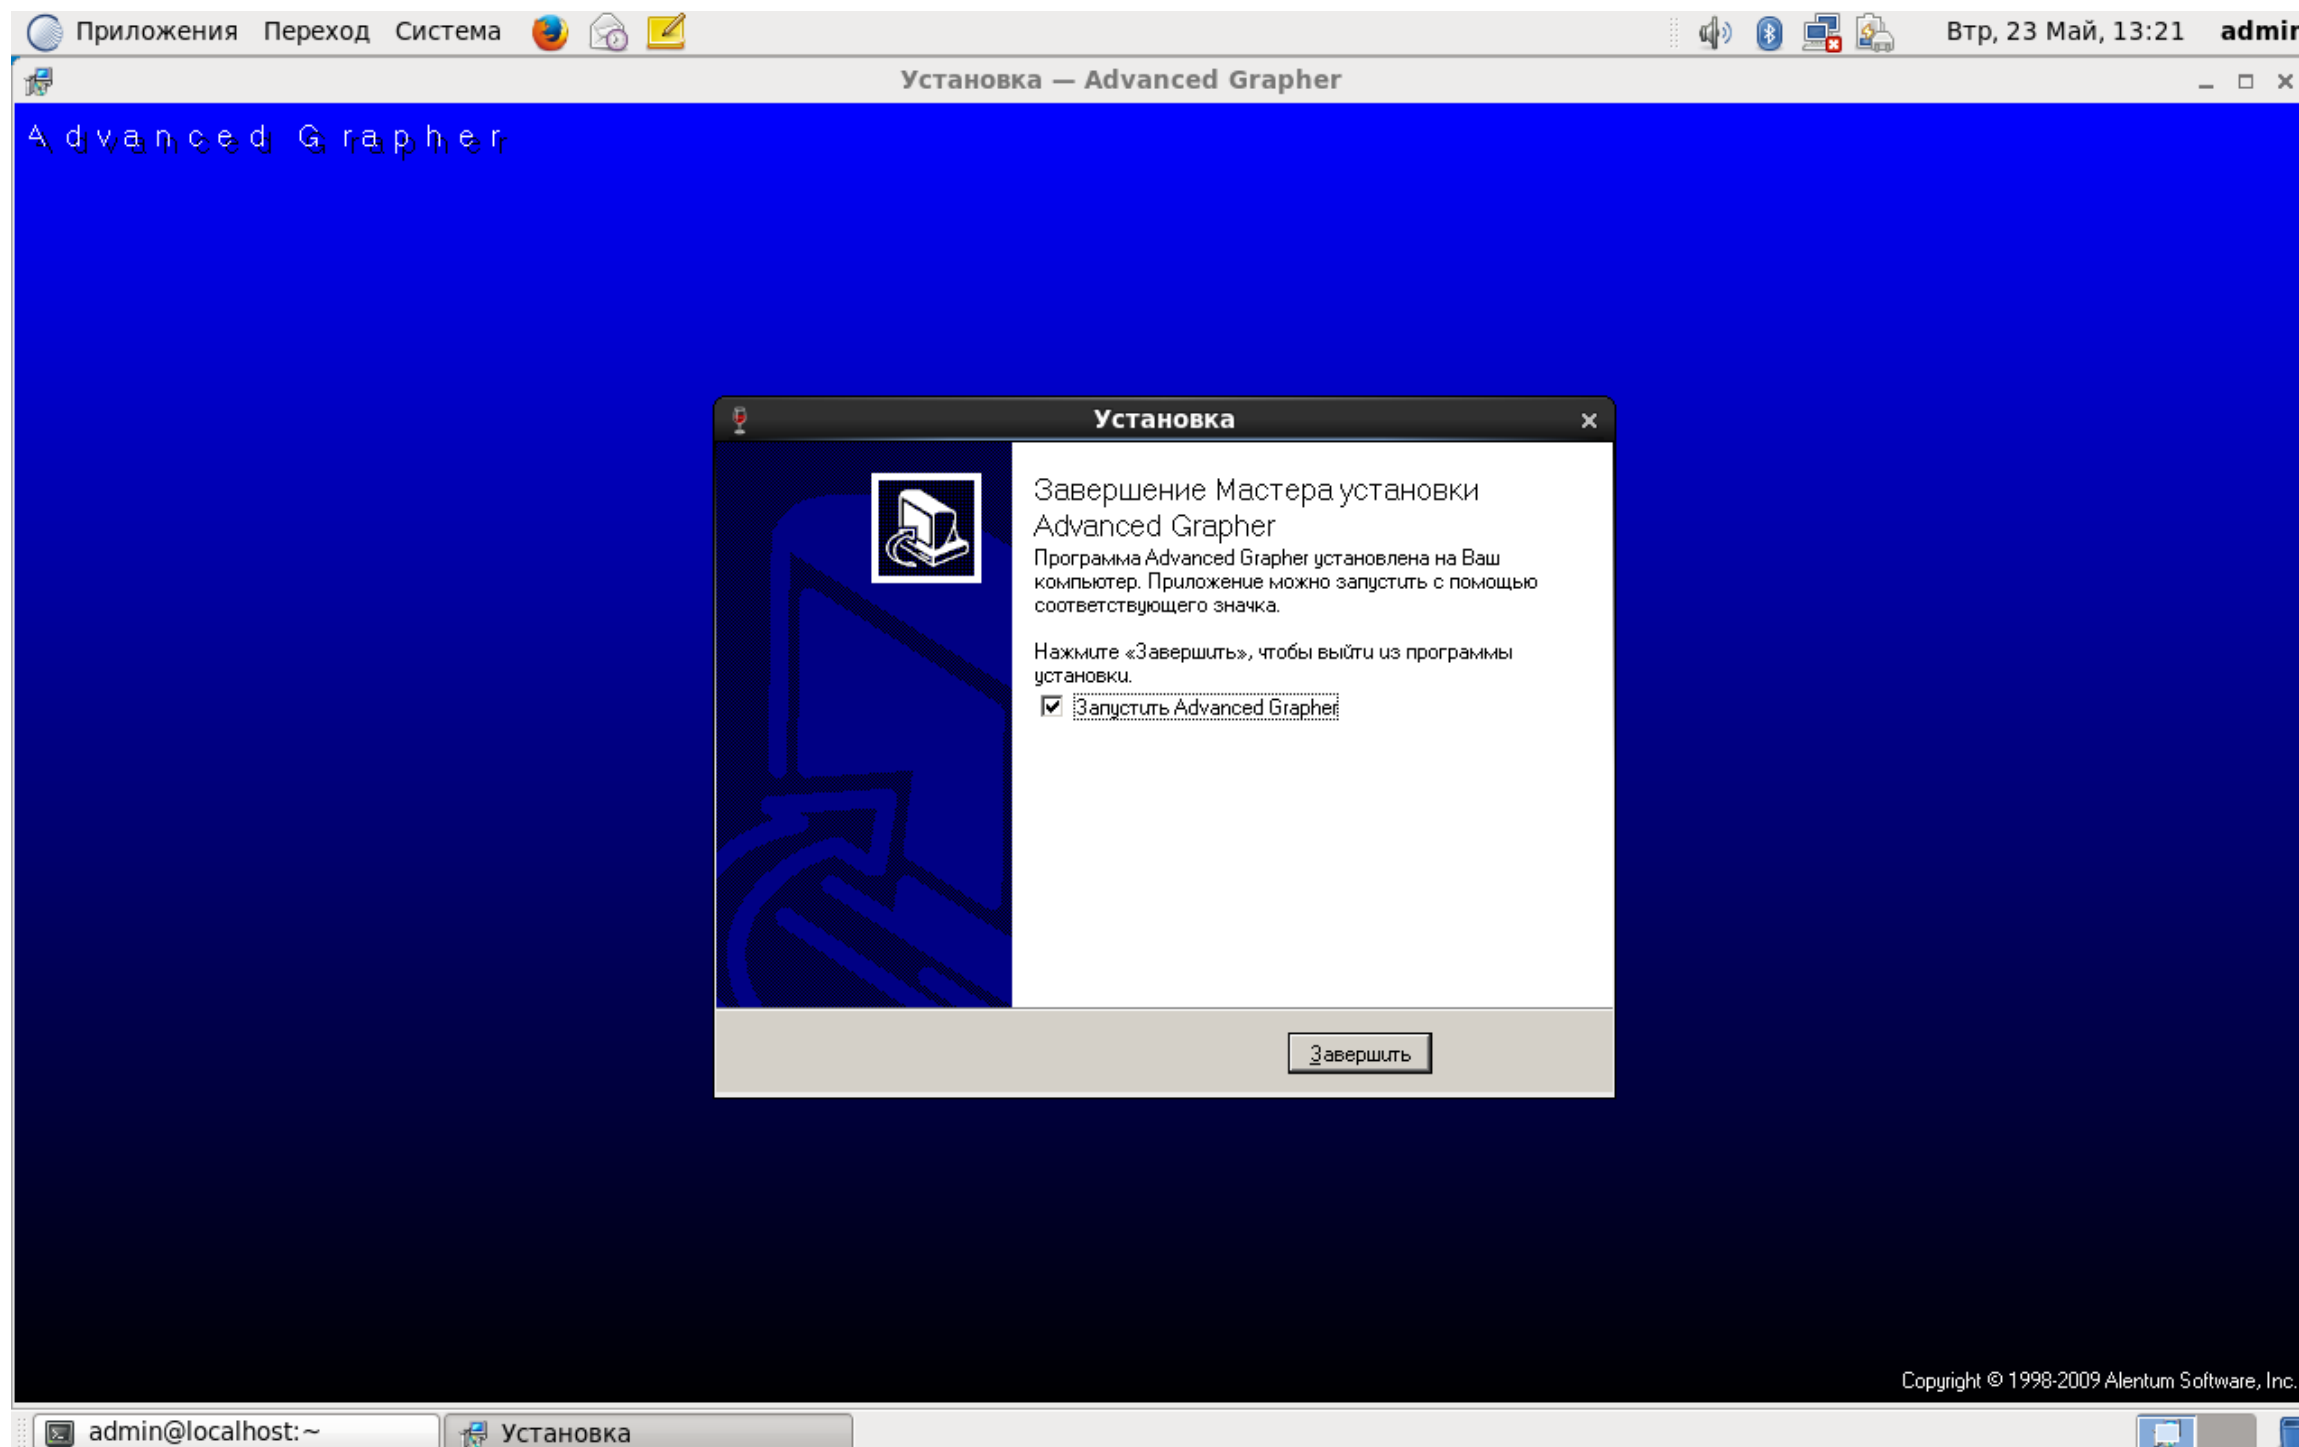 Приложения Переход Система
Втр, 23 Май, 13:21 admin
Установка — Advanced Grapher
Advanced Grapher
Установка
Завершение Мастера установки
Advanced Grapher
Программа Advanced Grapher установлена на Ваш
компьютер. Приложение можно запустить с помощью
соответствующего значка.
Нажмите «Завершить», чтобы выйти из программы
установки.
Запустить Advanced Grapher
Завершить
Copyright © 1998-2009 Alentum Software, Inc.
admin@localhost:~
Установка